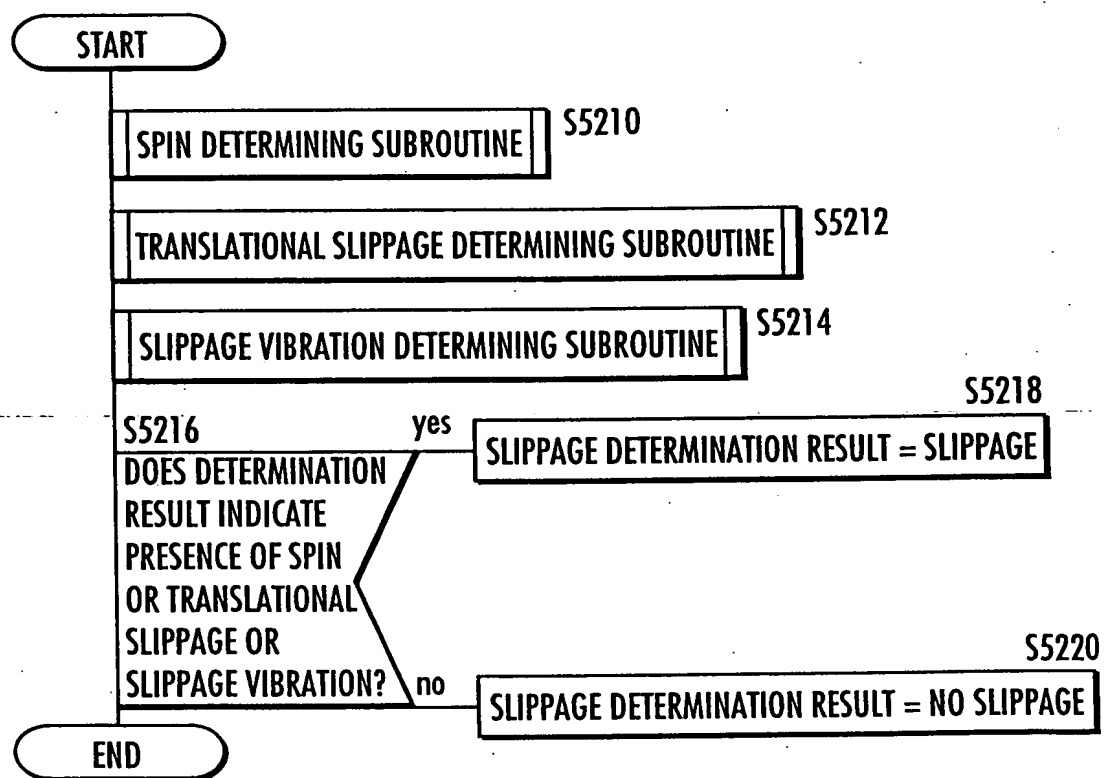 START
SPIN DETERMINING SUBROUTINE
S5210
TRANSLATIONAL SLIPPAGE DETERMINING SUBROUTINE
S5212
SLIPPAGE VIBRATION DETERMINING SUBROUTINE
S5214
S5216
yes
S5218
SLIPPAGE DETERMINATION RESULT = SLIPPAGE
DOES DETERMINATION
RESULT INDICATE
PRESENCE OF SPIN
OR TRANSLATIONAL
SLIPPAGE OR
SLIPPAGE VIBRATION?
no
S5220
SLIPPAGE DETERMINATION RESULT = NO SLIPPAGE
END